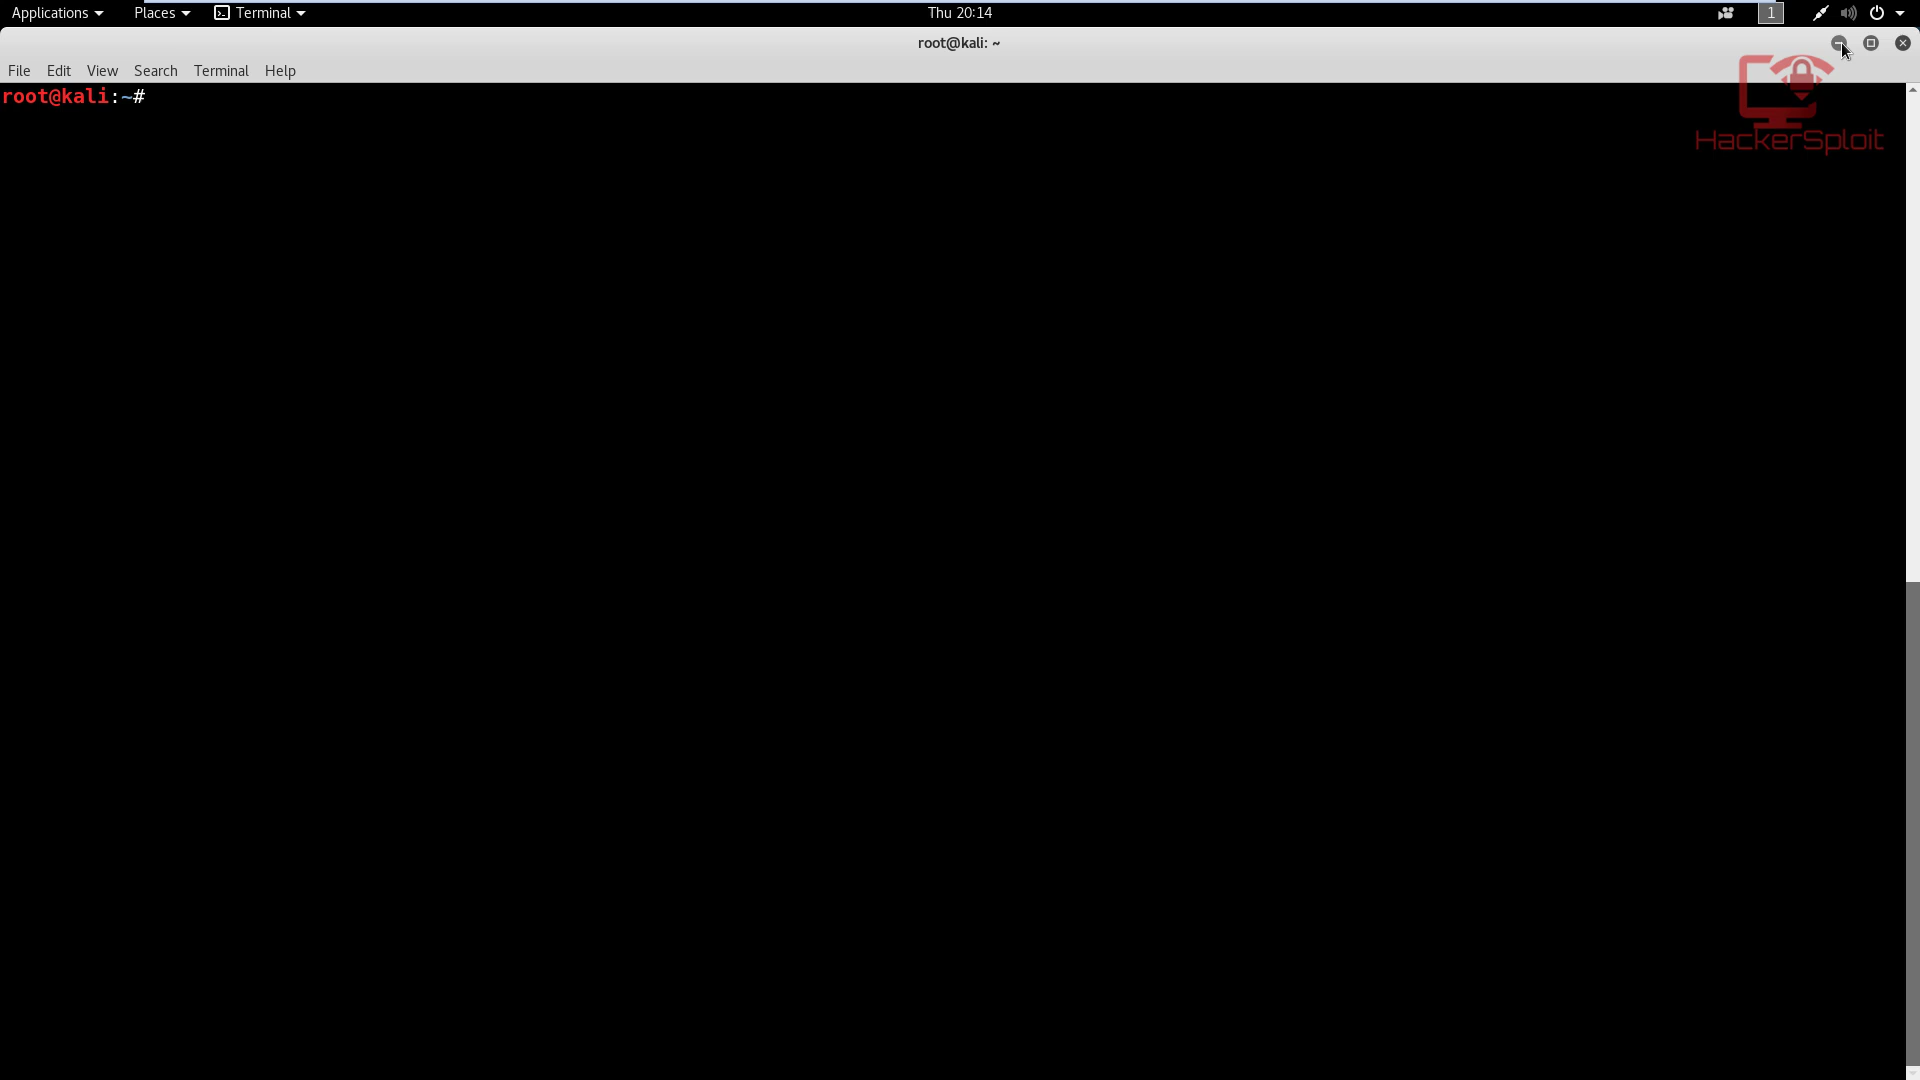 Applications Places Terminal Thu 20:14 1
root@kali: ~
File Edit View Search Terminal Help
root@kali:~#
HackerSploit